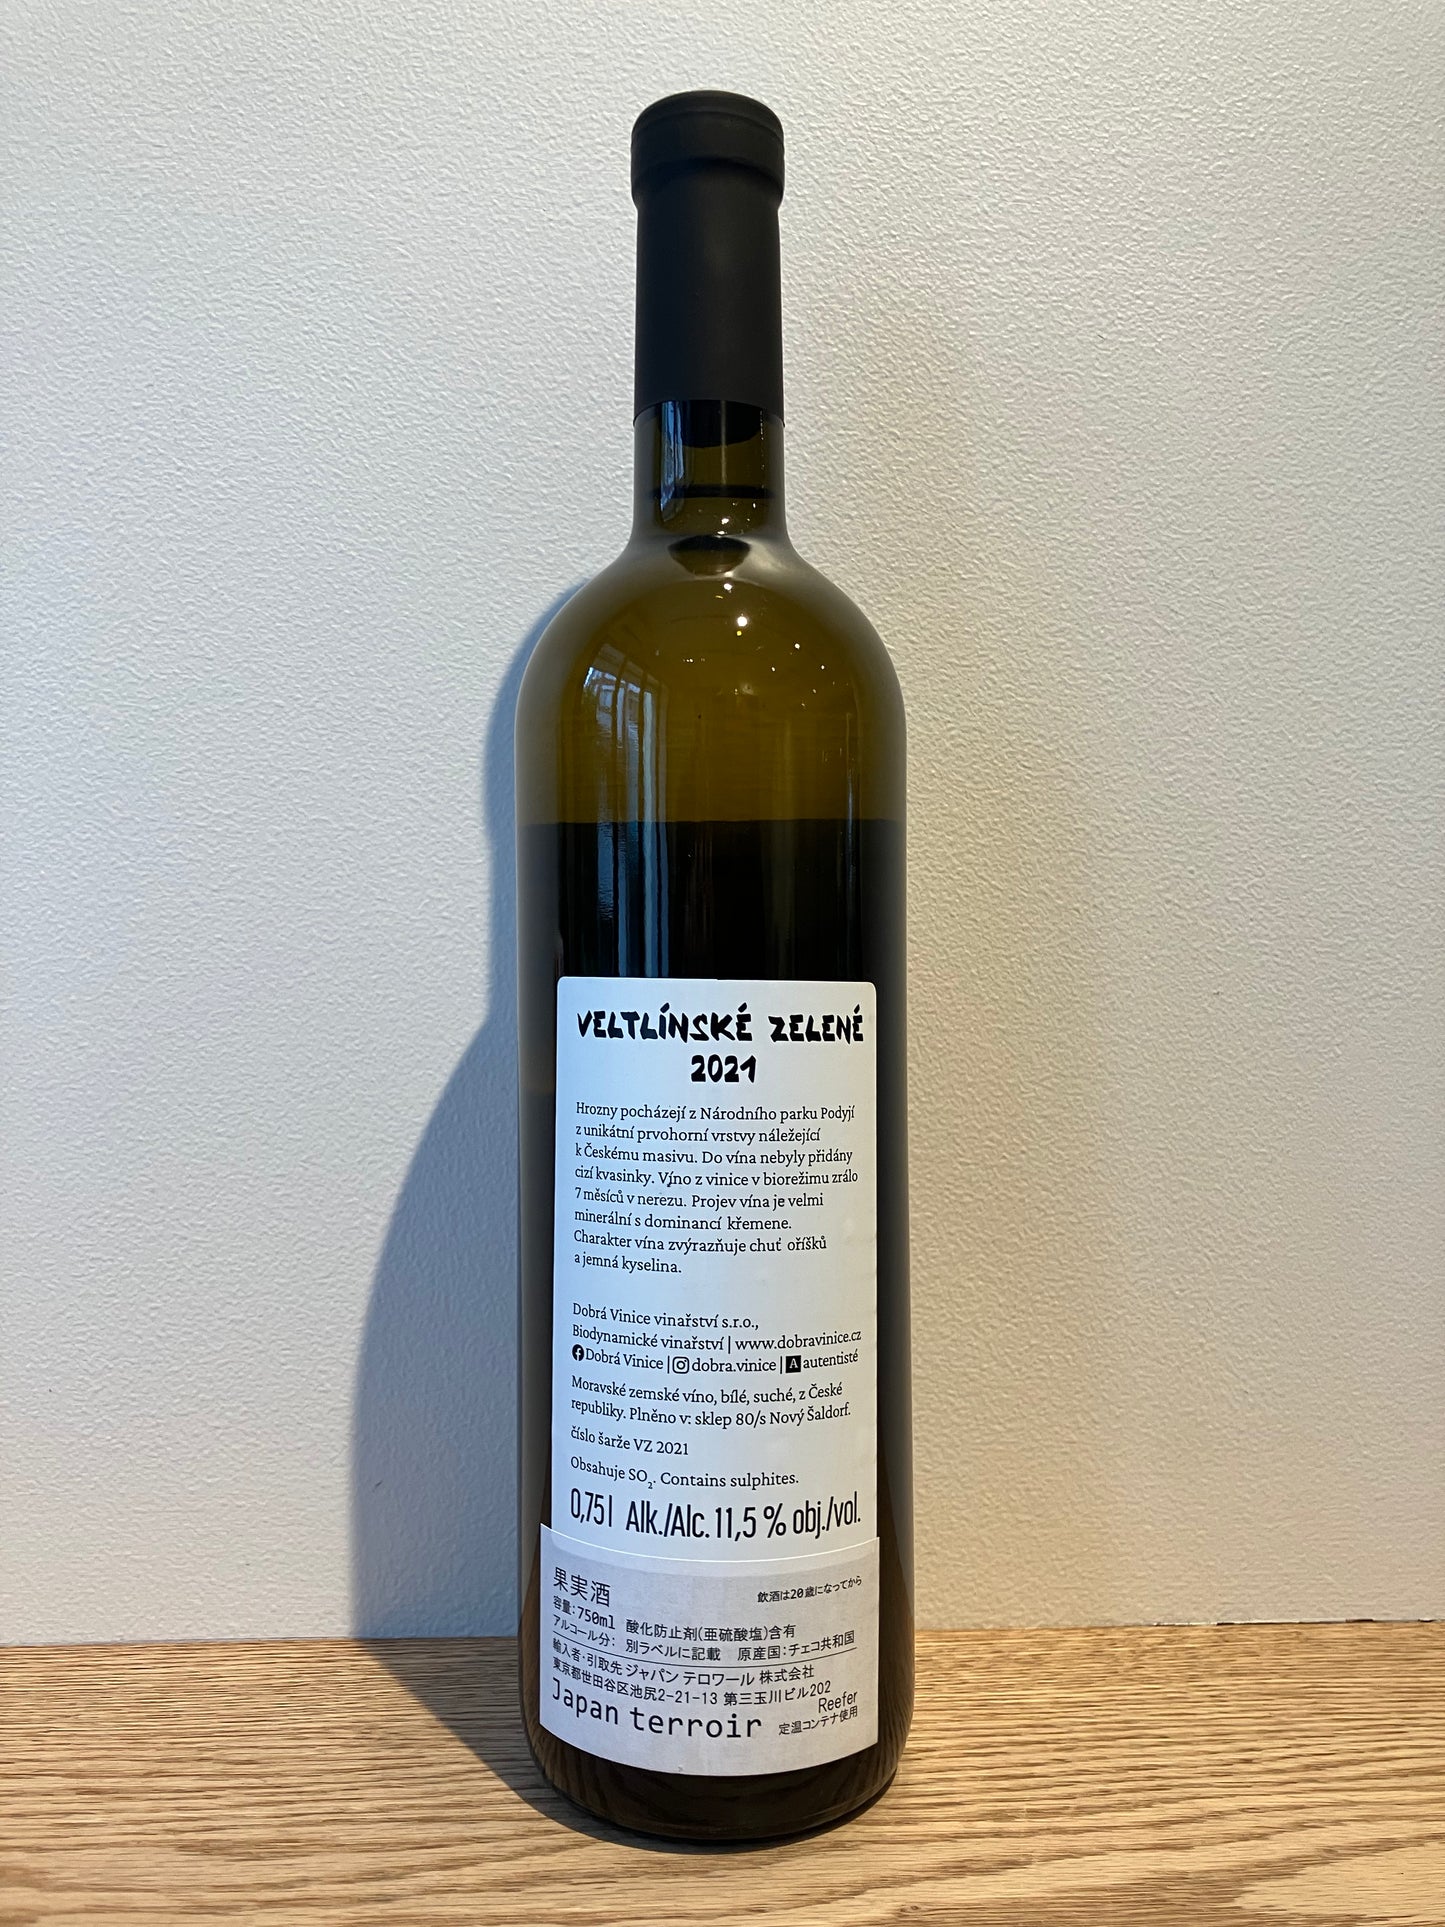 VELTLÍNSKÉ ZELENÉ
2021
Hrozny pocházejí z Národního parku Podyjí
z unikátní prvohorní vrstvy náležející
k Českému masivu. Do vína nebyly přidány
cizí kvasinky. Víno z vinice v biorežimu zrálo
7 měsíců v nerezu. Projev vína je velmi
minerální s dominancí křemene.
Charakter vína zvýrazňuje chuť oříšků
a jemná kyselina.
Dobrá Vinice vinařství s.r.o.,
Biodynamické vinařství | www.dobravinice.cz
Dobrá Vinice | dobra.vinice | A autentisté
Moravské zemské víno, bílé, suché, z České
republiky. Plněno v: sklep 80/s Nový Šaldorf.
číslo šarže VZ 2021
Obsahuje SO₂. Contains sulphites.
0,75 l Alk./Alc. 11,5 % obj./vol.
果実酒 飲酒は20歳になってから
容量:750ml 酸化防止剤(亜硫酸塩)含有
アルコール分: 別ラベルに記載 原産国:チェコ共和国
輸入者・引取先 ジャパン テロワール 株式会社
東京都世田谷区池尻2-21-13 第三玉川ビル202
Japan terroir Reefer
定温コンテナ使用